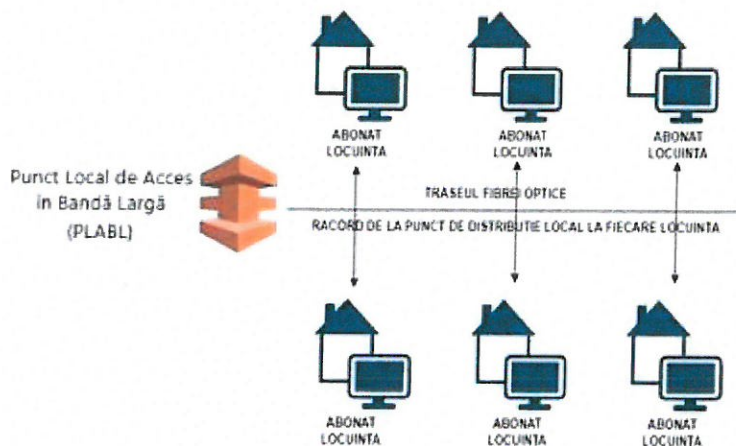 ABONAT
LOCUINTA
ABONAT
LOCUINTA
ABONAT
LOCUINTA
Punct Local de Acces
în Bandă Largă
(PLABL)
TRASEUL FIBREI OPTICE
RACORD DE LA PUNCT DE DISTRIBUTIE LOCAL LA FIECARE LOCUINTA
ABONAT
LOCUINTA
ABONAT
LOCUINTA
ABONAT
LOCUINTA